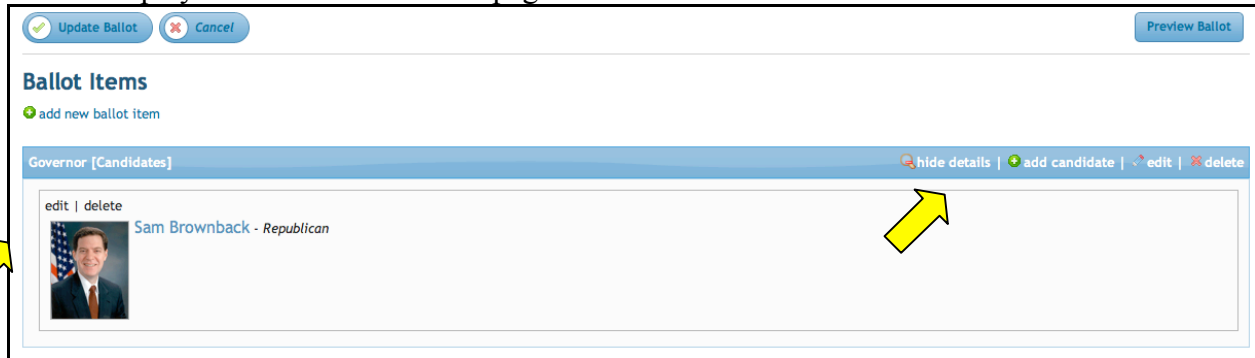 Update Ballot Cancel Preview Ballot
Ballot Items
add new ballot item
Governor [Candidates] hide details | add candidate | edit | delete
edit | delete
Sam Brownback - Republican